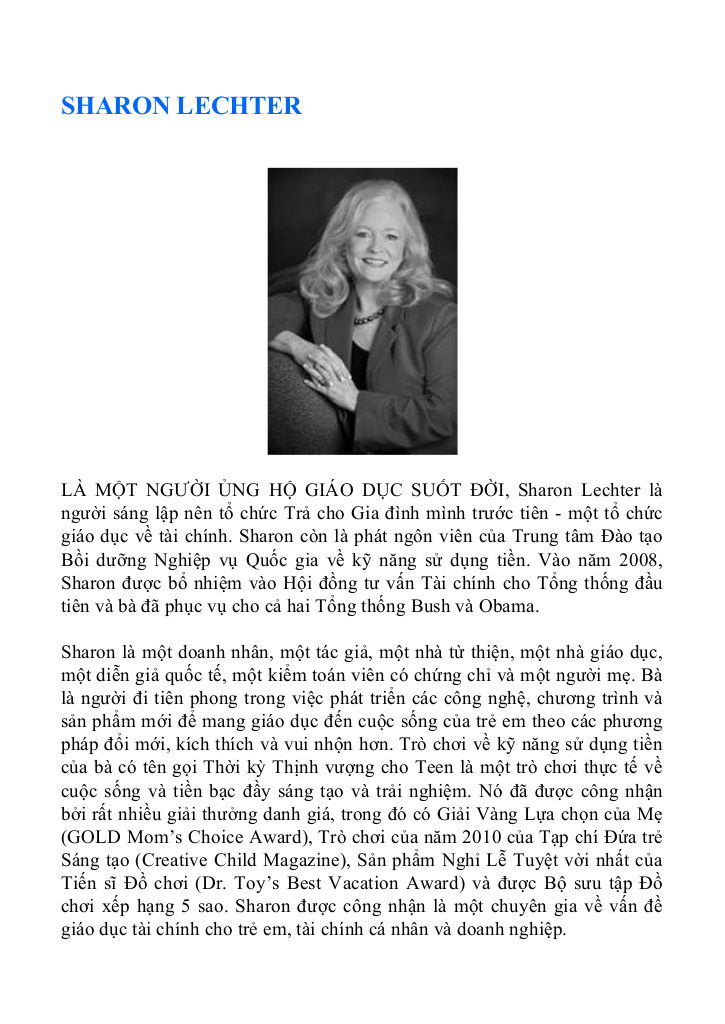 SHARON LECHTER
LÀ MỘT NGƯỜI ỦNG HỘ GIÁO DỤC SUỐT ĐỜI, Sharon Lechter là
người sáng lập nên tổ chức Trả cho Gia đình mình trước tiên - một tổ chức
giáo dục về tài chính. Sharon còn là phát ngôn viên của Trung tâm Đào tạo
Bồi dưỡng Nghiệp vụ Quốc gia về kỹ năng sử dụng tiền. Vào năm 2008,
Sharon được bổ nhiệm vào Hội đồng tư vấn Tài chính cho Tổng thống đầu
tiên và bà đã phục vụ cho cả hai Tổng thống Bush và Obama.
Sharon là một doanh nhân, một tác giả, một nhà từ thiện, một nhà giáo dục,
một diễn giả quốc tế, một kiểm toán viên có chứng chỉ và một người mẹ. Bà
là người đi tiên phong trong việc phát triển các công nghệ, chương trình và
sản phẩm mới để mang giáo dục đến cuộc sống của trẻ em theo các phương
pháp đổi mới, kích thích và vui nhộn hơn. Trò chơi về kỹ năng sử dụng tiền
của bà có tên gọi Thời kỳ Thịnh vượng cho Teen là một trò chơi thực tế về
cuộc sống và tiền bạc đầy sáng tạo và trải nghiệm. Nó đã được công nhận
bởi rất nhiều giải thưởng danh giá, trong đó có Giải Vàng Lựa chọn của Mẹ
(GOLD Mom’s Choice Award), Trò chơi của năm 2010 của Tạp chí Đứa trẻ
Sáng tạo (Creative Child Magazine), Sản phẩm Nghỉ Lễ Tuyệt vời nhất của
Tiến sĩ Đồ chơi (Dr. Toy’s Best Vacation Award) và được Bộ sưu tập Đồ
chơi xếp hạng 5 sao. Sharon được công nhận là một chuyên gia về vấn đề
giáo dục tài chính cho trẻ em, tài chính cá nhân và doanh nghiệp.